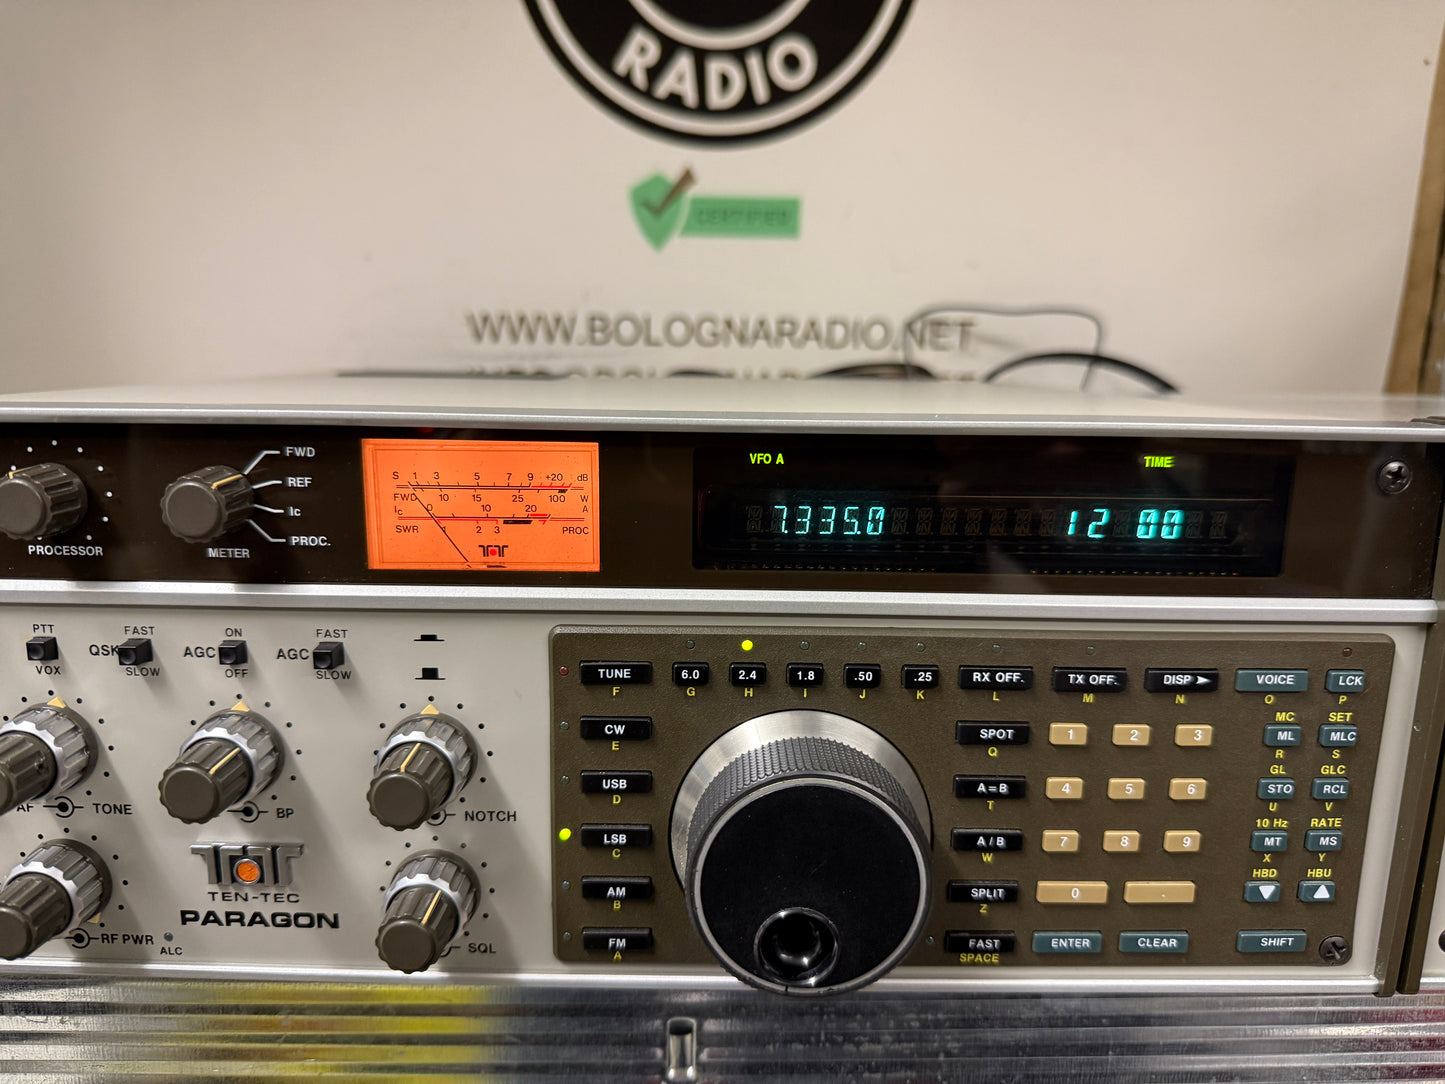 RADIO
CERTIFIED
WWW.BOLOGNARADIO.NET
PROCESSOR
METER
FWD
REF
Ic
PROC.
S 1 3 5 7 9 +20 dB
FWD 10 15 25 100 W
Ic 0 10 20 A
SWR 1 2 3 PROC
VFO A
TIME
7.335.0
12 00
PTT
VOX
QSK
FAST
SLOW
AGC
ON
OFF
AGC
FAST
SLOW
AF
TONE
BP
NOTCH
TEN-TEC
PARAGON
RF PWR
ALC
SQL
TUNE
F
6.0
G
2.4
H
1.8
I
.50
J
.25
K
RX OFF.
L
TX OFF.
M
DISP
N
VOICE
O
LCK
P
CW
E
USB
D
LSB
C
AM
B
FM
A
SPOT
Q
A=B
T
A/B
W
SPLIT
Z
FAST
SPACE
1 2 3
4 5 6
7 8 9
0 .
ENTER
CLEAR
MC
ML
R
SET
MLC
S
GL
STO
U
GLC
RCL
V
10 Hz
MT
X
RATE
MS
Y
HBD
HBU
SHIFT